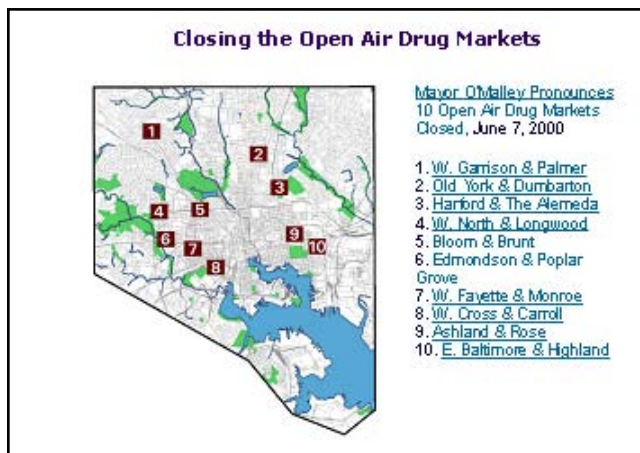 Closing the Open Air Drug Markets
Mayor O'Malley Pronounces
10 Open Air Drug Markets
Closed, June 7, 2000
1. W. Garrison & Palmer
2. Old York & Dumbarton
3. Harford & The Alemeda
4. W. North & Longwood
5. Bloom & Brunt
6. Edmondson & Poplar
Grove
7. W. Fayette & Monroe
8. W. Cross & Carroll
9. Ashland & Rose
10. E. Baltimore & Highland
1
2
3
4
5
6
7
8
9
10